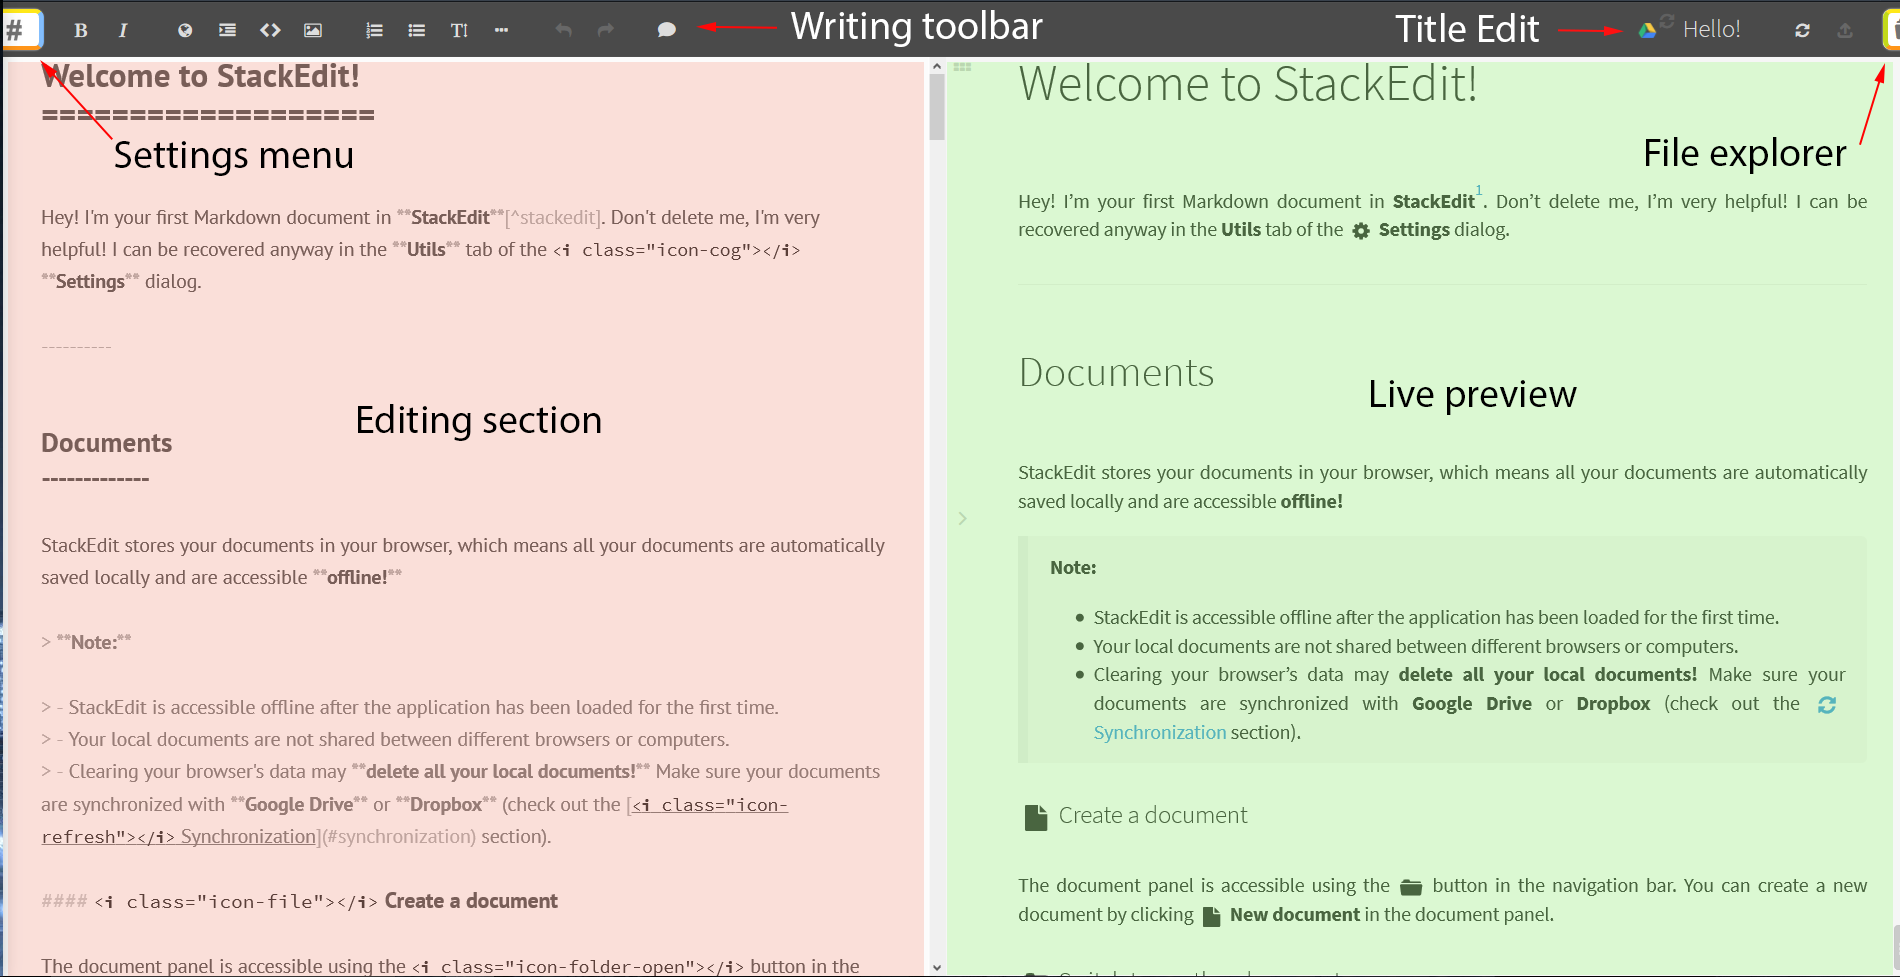 #
B I
Writing toolbar
Title Edit
Hello!
Welcome to StackEdit!
===================
Settings menu
Hey! I'm your first Markdown document in **StackEdit**[^stackedit]. Don't delete me, I'm very
helpful! I can be recovered anyway in the **Utils** tab of the <i class="icon-cog"></i>
**Settings** dialog.
----------
Editing section
Documents
-------------
StackEdit stores your documents in your browser, which means all your documents are automatically
saved locally and are accessible **offline!**
> **Note:**
> - StackEdit is accessible offline after the application has been loaded for the first time.
> - Your local documents are not shared between different browsers or computers.
> - Clearing your browser's data may **delete all your local documents!** Make sure your documents
are synchronized with **Google Drive** or **Dropbox** (check out the [<i class="icon-
refresh"></i> Synchronization](#synchronization) section).
#### <i class="icon-file"></i> Create a document
The document panel is accessible using the <i class="icon-folder-open"></i> button in the
Welcome to StackEdit!
File explorer
Hey! I’m your first Markdown document in StackEdit1. Don’t delete me, I’m very helpful! I can be
recovered anyway in the Utils tab of the Settings dialog.
Documents
Live preview
StackEdit stores your documents in your browser, which means all your documents are automatically
saved locally and are accessible offline!
Note:
• StackEdit is accessible offline after the application has been loaded for the first time.
• Your local documents are not shared between different browsers or computers.
• Clearing your browser’s data may delete all your local documents! Make sure your
documents are synchronized with Google Drive or Dropbox (check out the
Synchronization section).
Create a document
The document panel is accessible using the button in the navigation bar. You can create a new
document by clicking New document in the document panel.